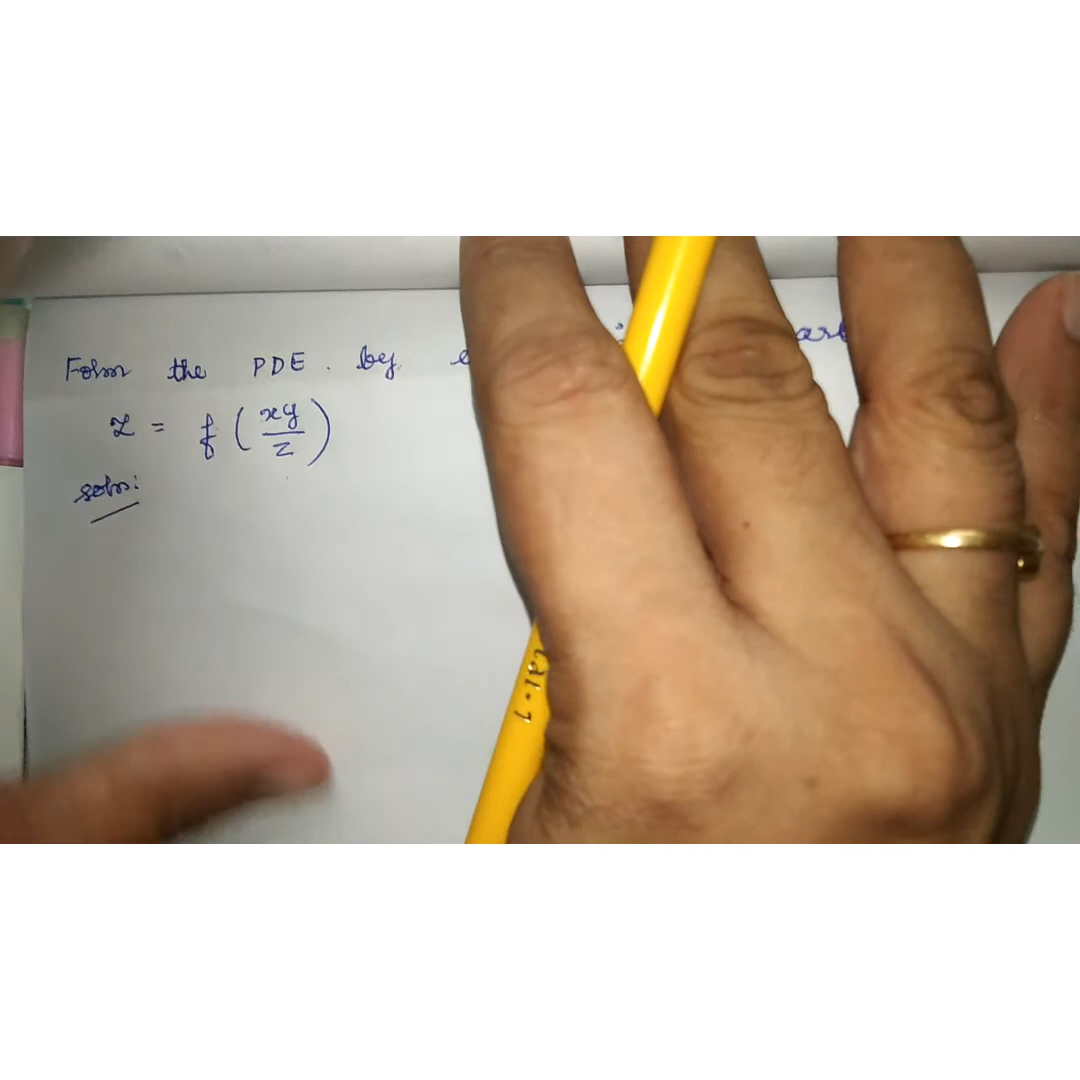 Form the PDE. by
z = f (xy/z)
soln: